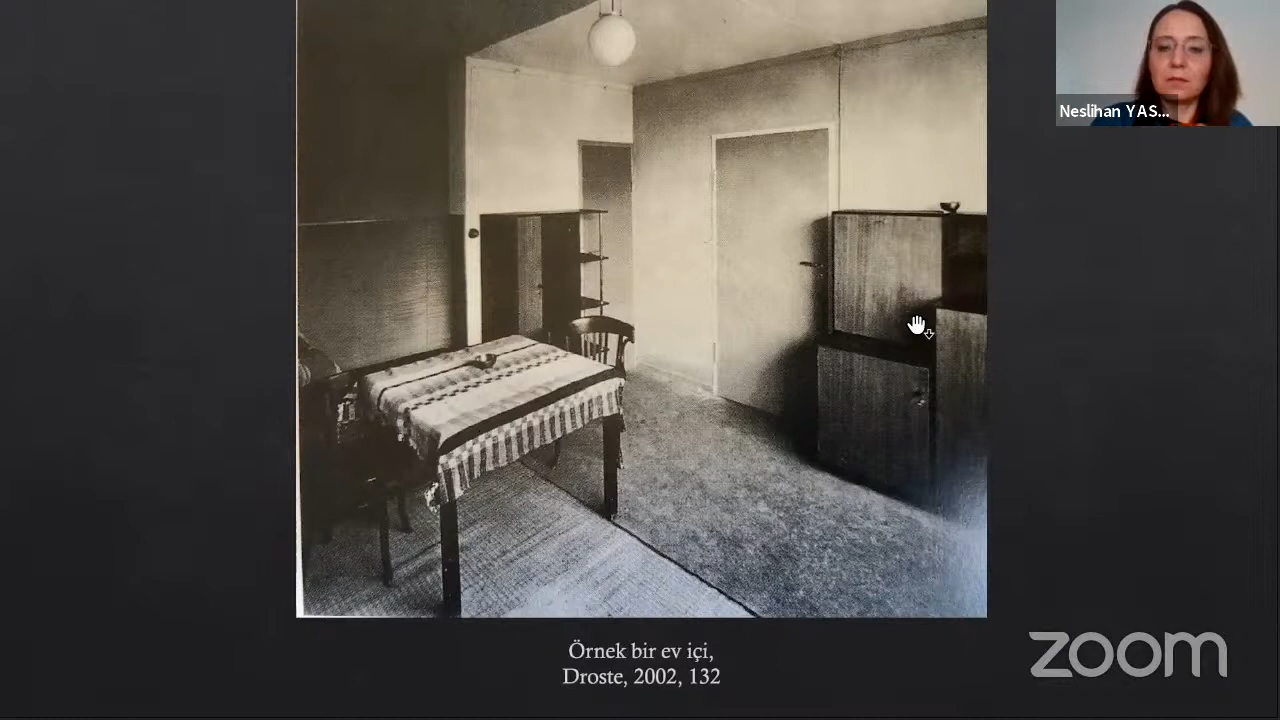 Neslihan YAS...
Örnek bir ev içi,
Droste, 2002, 132
zoom